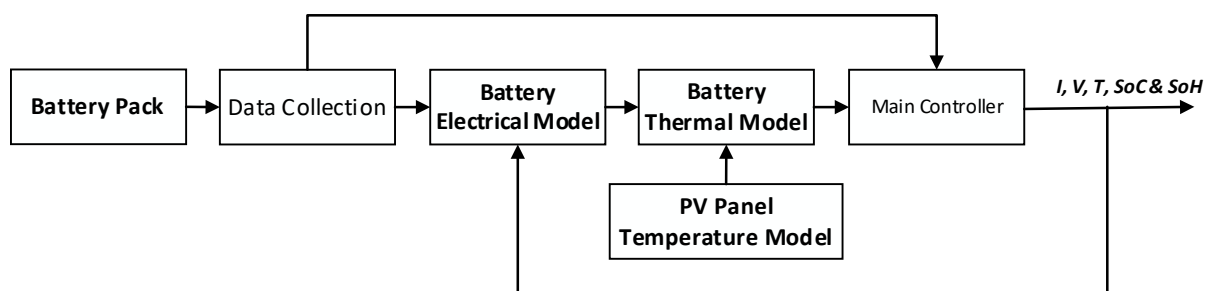 Battery Pack
Data Collection
Battery
Electrical Model
Battery
Thermal Model
Main Controller
I, V, T, SoC & SoH
PV Panel
Temperature Model